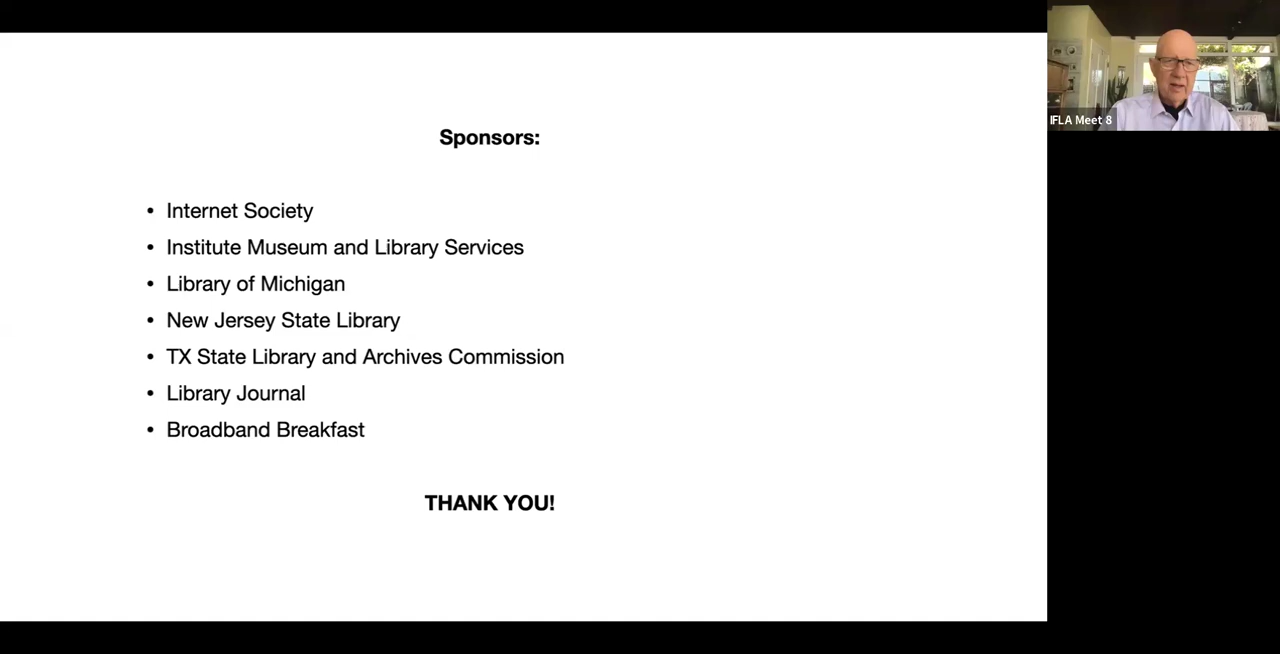 Sponsors:
• Internet Society
• Institute Museum and Library Services
• Library of Michigan
• New Jersey State Library
• TX State Library and Archives Commission
• Library Journal
• Broadband Breakfast
THANK YOU!
IFLA Meet 8